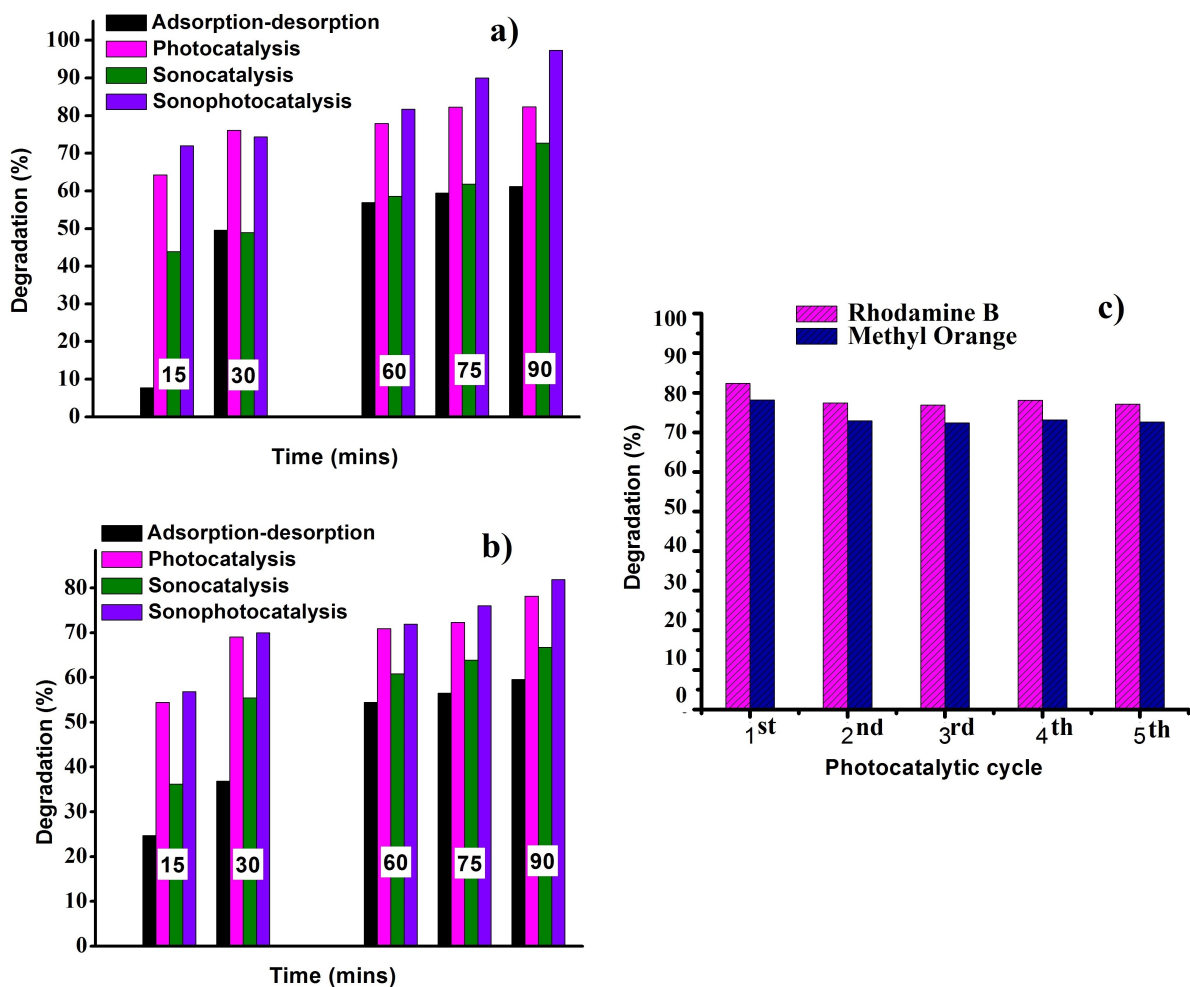 a)
Adsorption-desorption
Photocatalysis
Sonocatalysis
Sonophotocatalysis
Degradation (%)
100
90
80
70
60
50
40
30
20
10
0
15
30
60
75
90
Time (mins)
b)
Adsorption-desorption
Photocatalysis
Sonocatalysis
Sonophotocatalysis
Degradation (%)
80
70
60
50
40
30
20
10
0
15
30
60
75
90
Time (mins)
c)
Rhodamine B
Methyl Orange
Degradation (%)
100
90
80
70
60
50
40
30
20
10
0
1st
2nd
3rd
4th
5th
Photocatalytic cycle